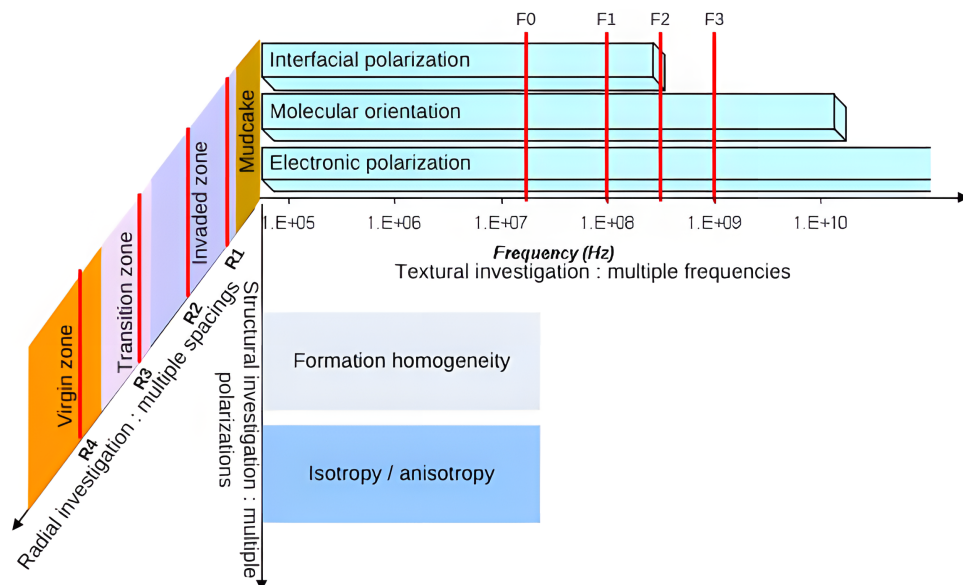 F0 F1 F2 F3
Interfacial polarization
Molecular orientation
Electronic polarization
Mudcake
Invaded zone
Transition zone
Virgin zone
R1
R2
R3
R4
Radial investigation : multiple spacings
1.E+05 1.E+06 1.E+07 1.E+08 1.E+09 1.E+10
Frequency (Hz)
Textural investigation : multiple frequencies
Structural investigation : multiple
polarizations
Formation homogeneity
Isotropy / anisotropy